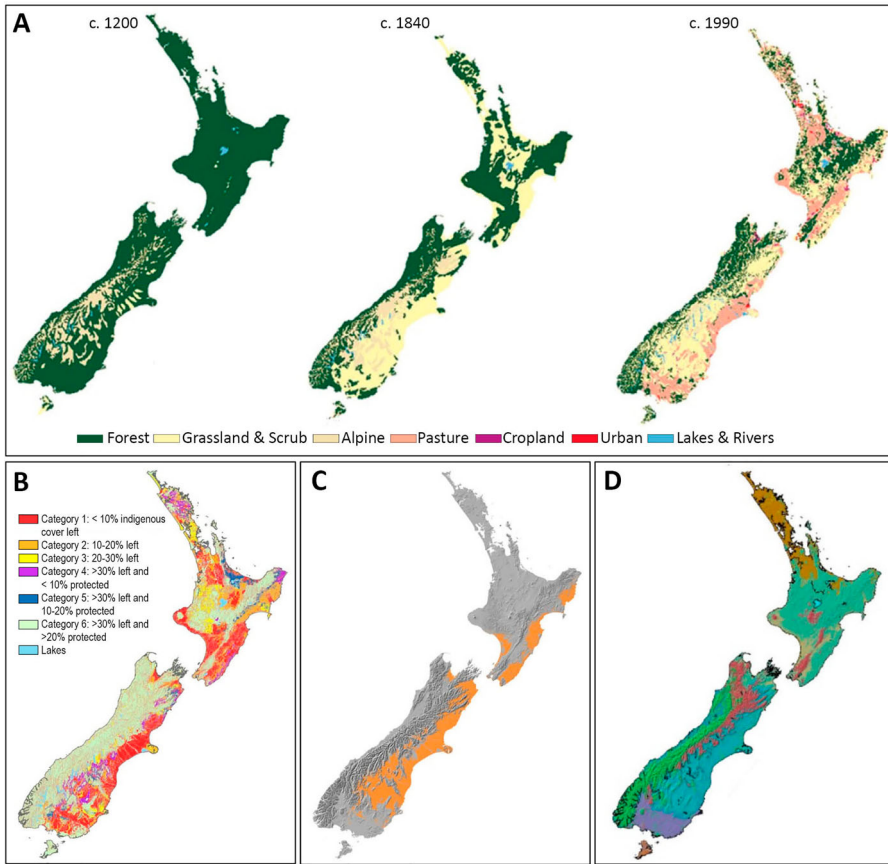 A
c. 1200
c. 1840
c. 1990
Forest Grassland & Scrub Alpine Pasture Cropland Urban Lakes & Rivers
B
Category 1: < 10% indigenous
cover left
Category 2: 10-20% left
Category 3: 20-30% left
Category 4: >30% left and
< 10% protected
Category 5: >30% left and
10-20% protected
Category 6: >30% left and
>20% protected
Lakes
C
D